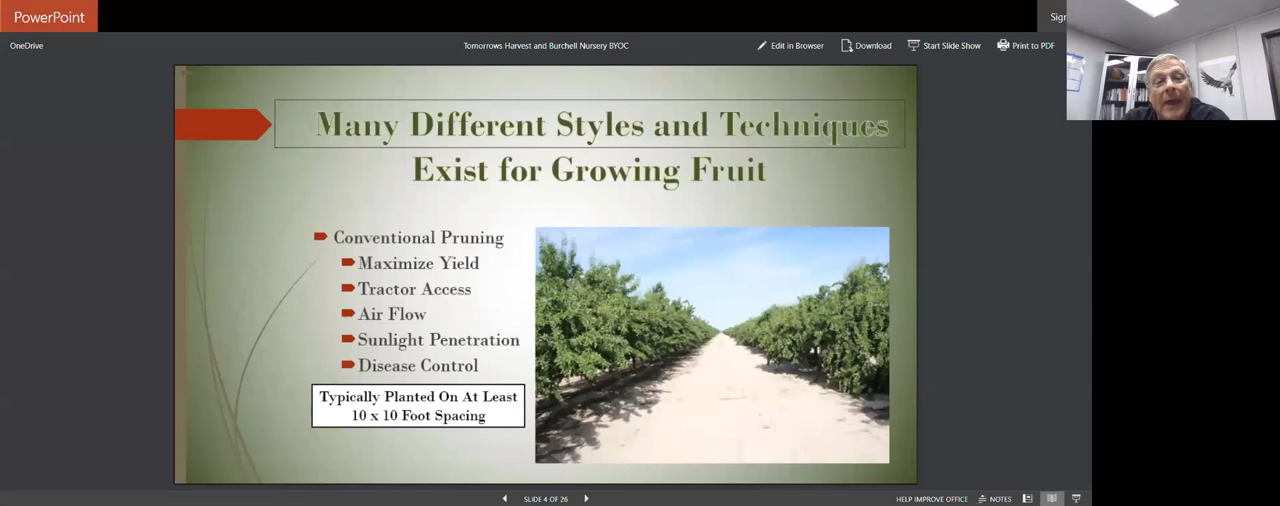 PowerPoint
Sign
OneDrive
Tomorrows Harvest and Burchell Nursery BYOC
Edit in Browser
Download
Start Slide Show
Print to PDF
Many Different Styles and Techniques
Exist for Growing Fruit
Conventional Pruning
Maximize Yield
Tractor Access
Air Flow
Sunlight Penetration
Disease Control
Typically Planted On At Least
10 x 10 Foot Spacing
SLIDE 4 OF 26
HELP IMPROVE OFFICE
NOTES